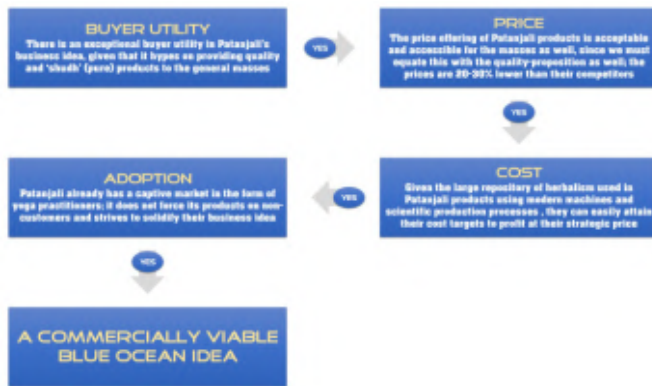 BUYER UTILITY
There is an exceptional buyer utility in Patanjali's
business idea, given that it hypes on providing quality
and 'shudh' (pure) products to the general masses
YES
PRICE
The price offering of Patanjali products is acceptable
and accessible for the masses as well, since we must
equate this with the quality-proposition as well; the
prices are 20-30% lower than their competitors
YES
COST
Given the large repository of herbalism used in
Patanjali products using modern machines and
scientific production processes , they can easily attain
their cost targets to profit at their strategic price
YES
ADOPTION
Patanjali already has a captive market in the form of
yoga practitioners; it does not force its products on non-
customers and strives to solidify their business idea
YES
A COMMERCIALLY VIABLE
BLUE OCEAN IDEA